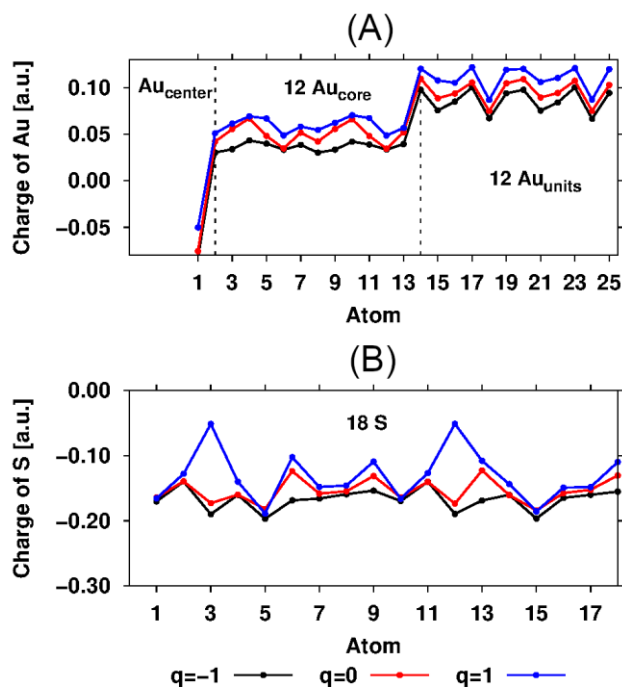 (A)
Au_center 12 Au_core
12 Au_units
Charge of Au [a.u.]
0.10
0.05
0.00
−0.05
1 3 5 7 9 11 13 15 17 19 21 23 25
Atom
(B)
18 S
Charge of S [a.u.]
0.00
−0.10
−0.20
−0.30
1 3 5 7 9 11 13 15 17
Atom
q=−1 q=0 q=1